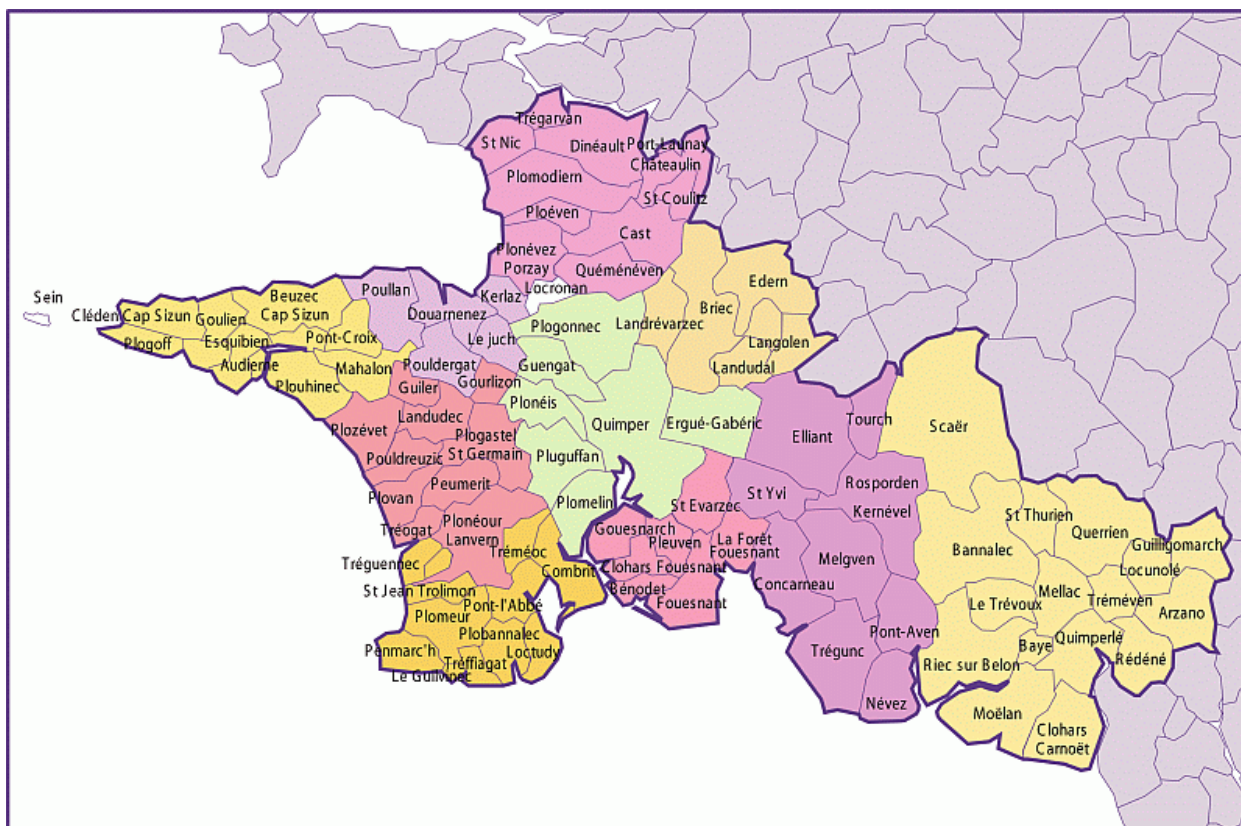 Trégarvan
St Nic
Dinéault
Port-Launay
Chateaulin
Plomodiern
St Coulitz
Ploéven
Cast
Plonévez
Porzay
Quéménéven
Locronan
Edern
Briec
Landrévarzec
Langolen
Landudal
Sein
Cléden Cap Sizun
Goulien
Beuzec
Cap Sizun
Plogoff
Esquibien
Pont-Croix
Audierne
Mahalon
Plouhinec
Poullan
Douarnenez
Kerlaz
Le juch
Pouldergat
Gourlizon
Guiler
Plogonnec
Guengat
Plonéis
Quimper
Ergué-Gabéric
Pluguffan
Plomelin
Landudec
Plozévet
Plogastel
St Germain
Pouldreuzic
Peumerit
Plovan
Tréogat
Plonéour
Lanvern
Tréguennec
Tréméoc
Combrit
St Jean Trolimon
Pont-l'Abbé
Plomeur
Plobannalec
Penmarc'h
Treffiagat
Loctudy
Le Guilvinec
St Evarzec
Gouesnarch
Pleuven
La Forêt
Fouesnant
Clohars Fouesnant
Bénodet
Fouesnant
Elliant
Tourch
St Yvi
Rosporden
Kernével
Melgven
Concarneau
Pont-Aven
Trégunc
Névez
Scaër
St Thurien
Querrien
Bannalec
Guilligomarch
Locunolé
Mellac
Le Trévoux
Tréméven
Arzano
Quimperlé
Baye
Rédéné
Riec sur Belon
Moëlan
Clohars
Carnoët